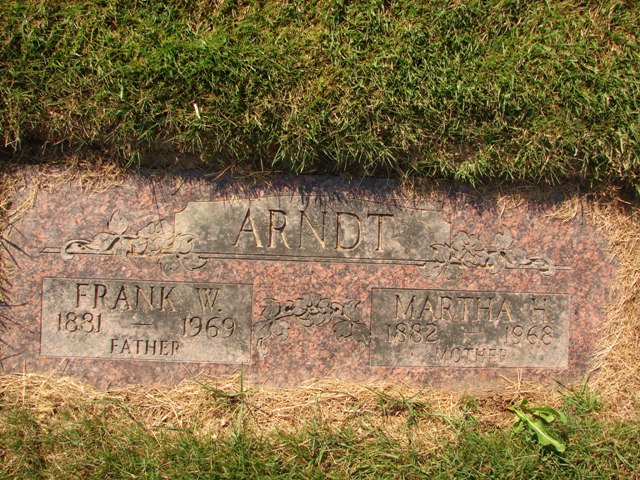 ARNDT
FRANK W.
1881 — 1969
FATHER
MARTHA H.
1882 — 1968
MOTHER